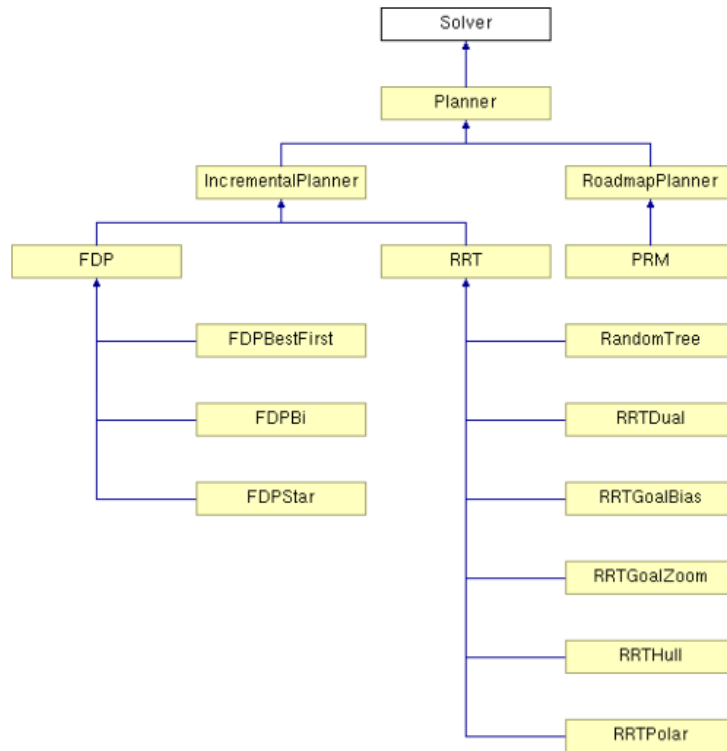 Solver
Planner
IncrementalPlanner
RoadmapPlanner
FDP
RRT
PRM
FDPBestFirst
RandomTree
FDPBi
RRTDual
FDPStar
RRTGoalBias
RRTGoalZoom
RRTHull
RRTPolar